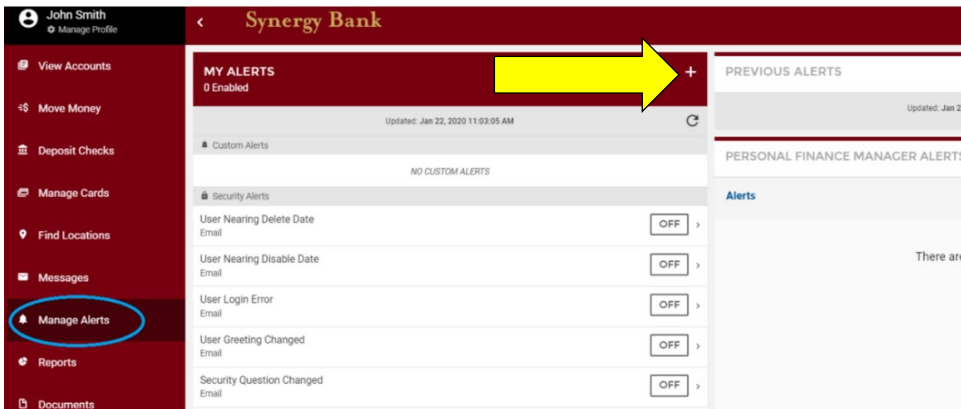 John Smith
Manage Profile
Synergy Bank
View Accounts
Move Money
Deposit Checks
Manage Cards
Find Locations
Messages
Manage Alerts
Reports
Documents
MY ALERTS
0 Enabled
Updated: Jan 22, 2020 11:03:05 AM
Custom Alerts
NO CUSTOM ALERTS
Security Alerts
User Nearing Delete Date
Email
OFF
User Nearing Disable Date
Email
OFF
User Login Error
Email
OFF
User Greeting Changed
Email
OFF
Security Question Changed
Email
OFF
PREVIOUS ALERTS
Updated: Jan 2
PERSONAL FINANCE MANAGER ALERTS
Alerts
There are